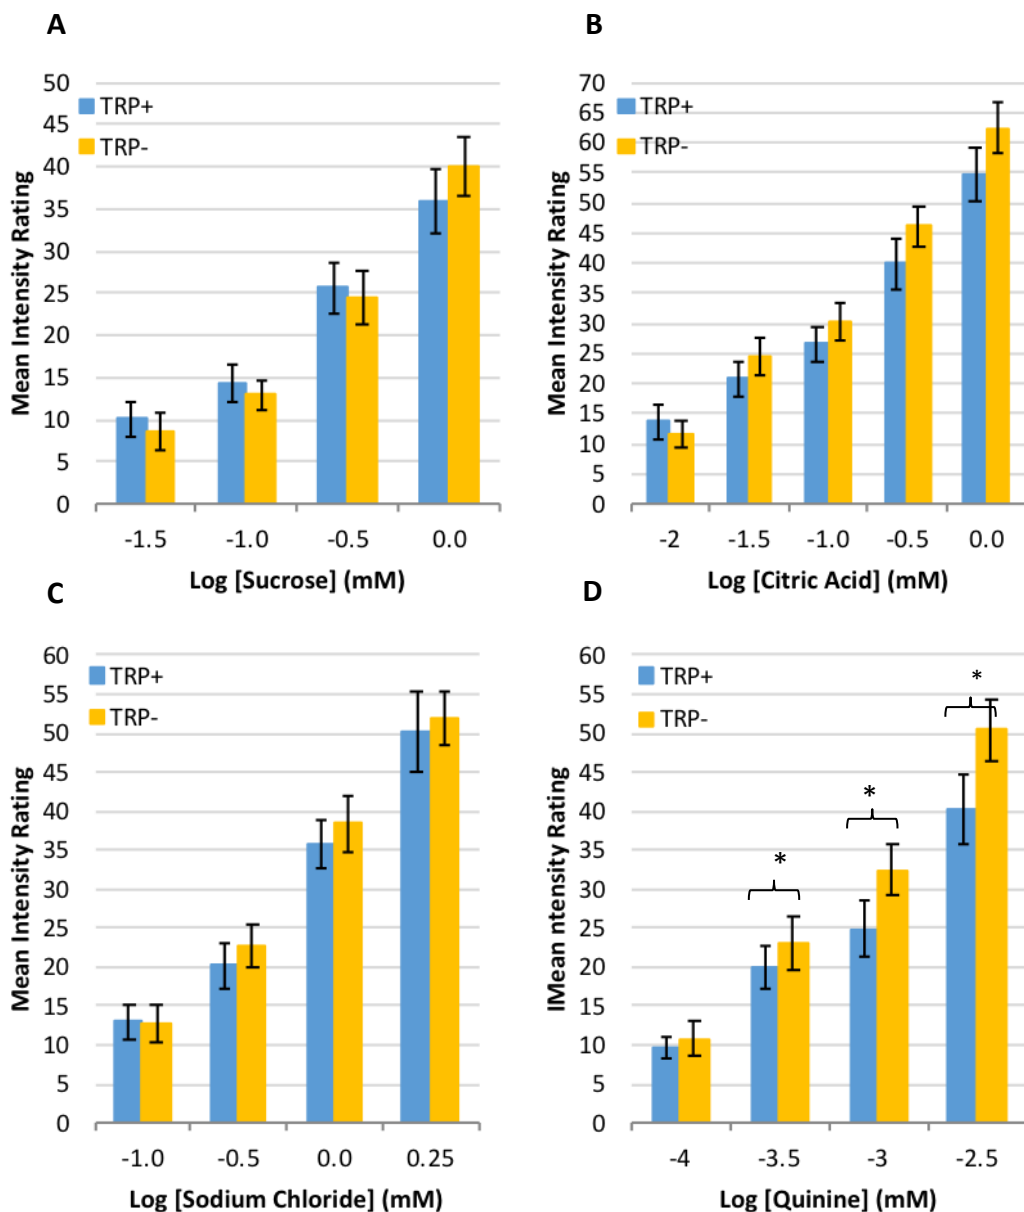 A
Mean Intensity Rating
50
45
40
35
30
25
20
15
10
5
0
TRP+
TRP-
-1.5 -1.0 -0.5 0.0
Log [Sucrose] (mM)
B
Mean Intensity Rating
70
65
60
55
50
45
40
35
30
25
20
15
10
5
0
TRP+
TRP-
-2 -1.5 -1.0 -0.5 0.0
Log [Citric Acid] (mM)
C
Mean Intensity Rating
60
55
50
45
40
35
30
25
20
15
10
5
0
TRP+
TRP-
-1.0 -0.5 0.0 0.25
Log [Sodium Chloride] (mM)
D
IMean ntensity Rating
60
55
50
45
40
35
30
25
20
15
10
5
0
TRP+
TRP-
*
*
*
-4 -3.5 -3 -2.5
Log [Quinine] (mM)